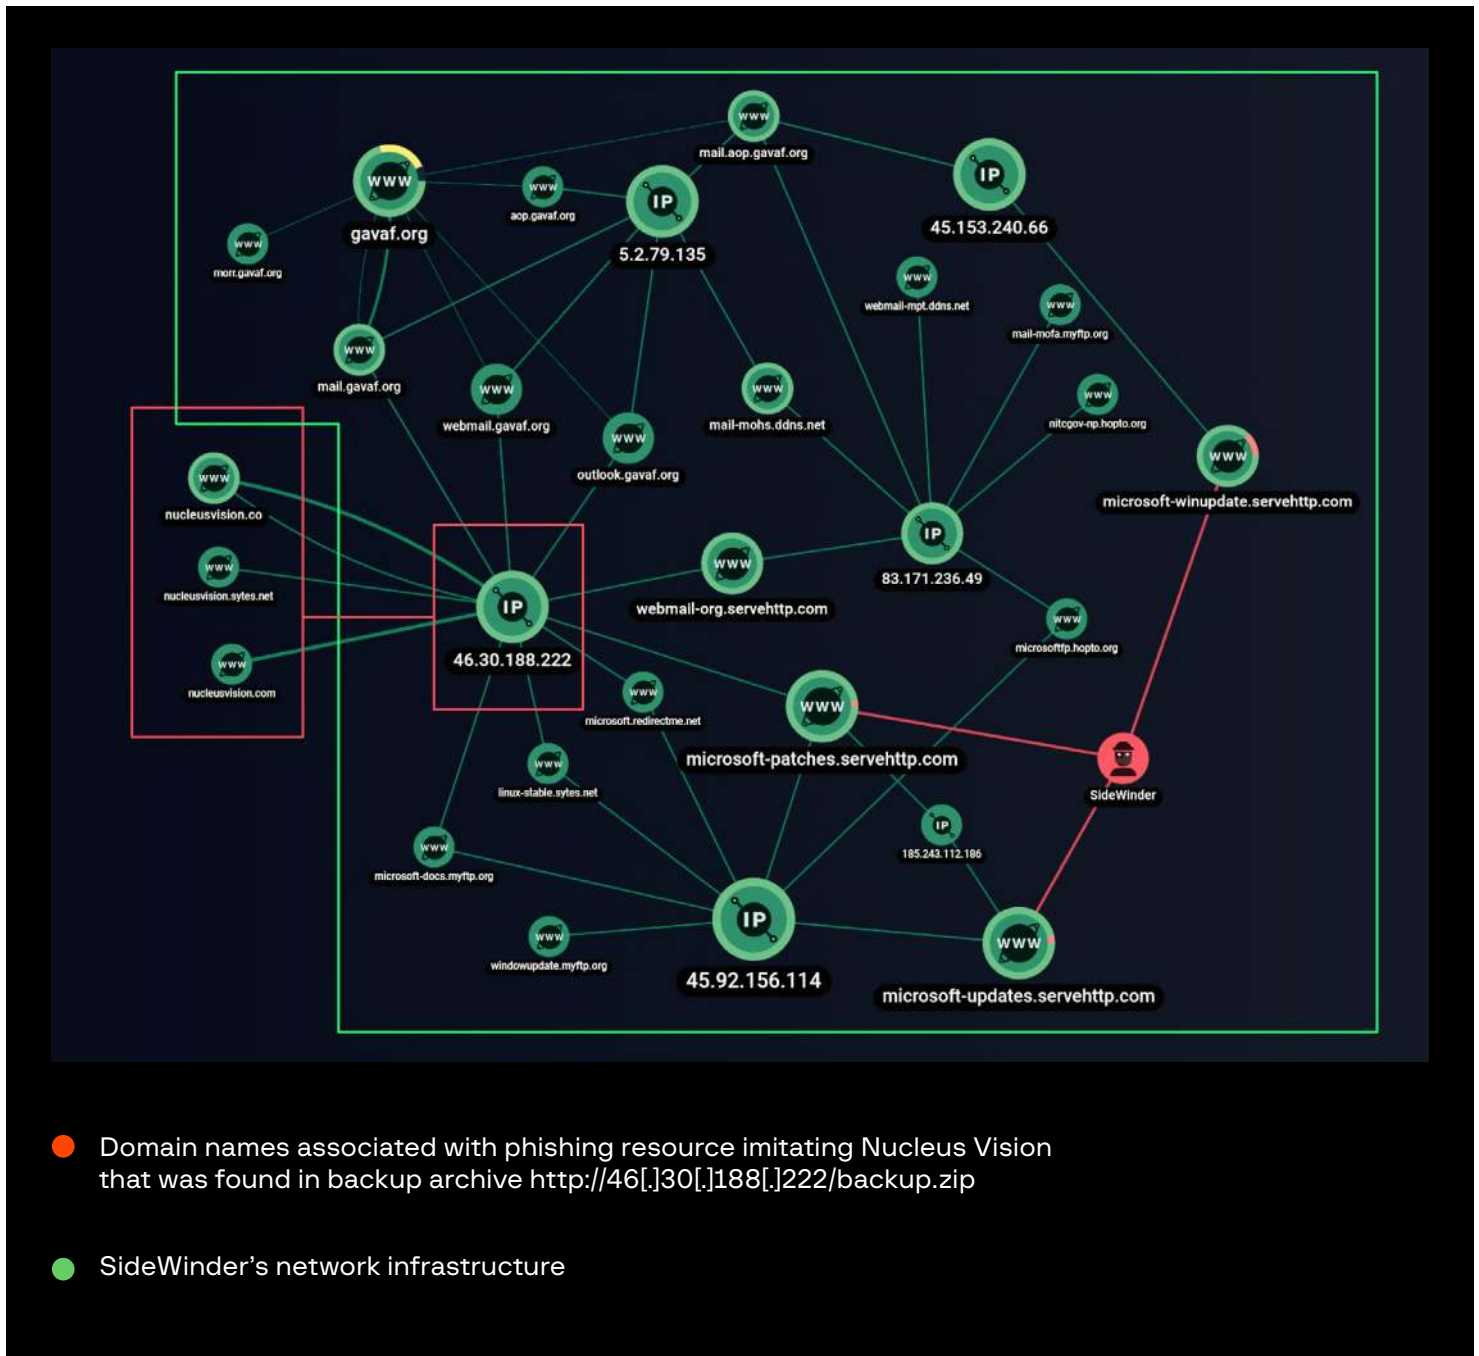 WWW
mail.aop.gavaf.org
WWW
gavaf.org
WWW
aop.gavaf.org
IP
5.2.79.135
IP
45.153.240.66
WWW
morr.gavaf.org
WWW
webmail-mpt.ddns.net
WWW
mail-mofa.myftp.org
WWW
mail.gavaf.org
WWW
webmail.gavaf.org
WWW
outlook.gavaf.org
WWW
mail-mohs.ddns.net
WWW
nitcgov-np.hopto.org
WWW
microsoft-winupdate.servehttp.com
WWW
nucleusvision.co
WWW
nucleusvision.sytes.net
WWW
nucleusvision.com
IP
46.30.188.222
WWW
webmail-org.servehttp.com
IP
83.171.236.49
WWW
microsoftfp.hopto.org
WWW
microsoft.redirectme.net
WWW
microsoft-patches.servehttp.com
WWW
linux-stable.sytes.net
SideWinder
IP
185.243.112.186
WWW
microsoft-docs.myftp.org
WWW
windowupdate.myftp.org
IP
45.92.156.114
WWW
microsoft-updates.servehttp.com
Domain names associated with phishing resource imitating Nucleus Vision
that was found in backup archive http://46[.]30[.]188[.]222/backup.zip
SideWinder’s network infrastructure